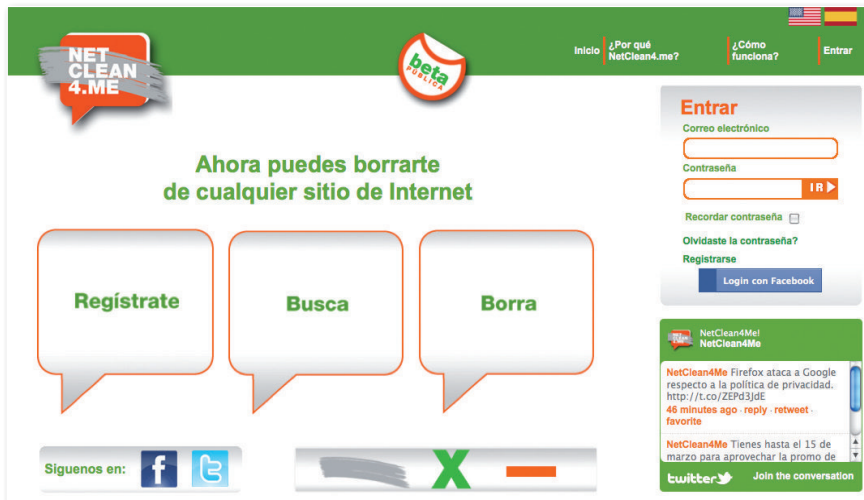 NET
CLEAN
4.ME
beta
PÚBLICA
Inicio
¿Por qué
NetClean4.me?
¿Cómo
funciona?
Entrar
Ahora puedes borrarte
de cualquier sitio de Internet
Regístrate
Busca
Borra
Siguenos en:
f
t
X
Entrar
Correo electrónico
Contraseña
IR
Recordar contraseña
Olvidaste la contraseña?
Registrarse
Login con Facebook
NetClean4Me!
NetClean4Me
NetClean4Me Firefox ataca a Google
respecto a la política de privacidad.
http://t.co/ZEPd3JdE
46 minutes ago · reply · retweet ·
favorite
NetClean4Me Tienes hasta el 15 de
marzo para aprovechar la promo de
twitter
Join the conversation